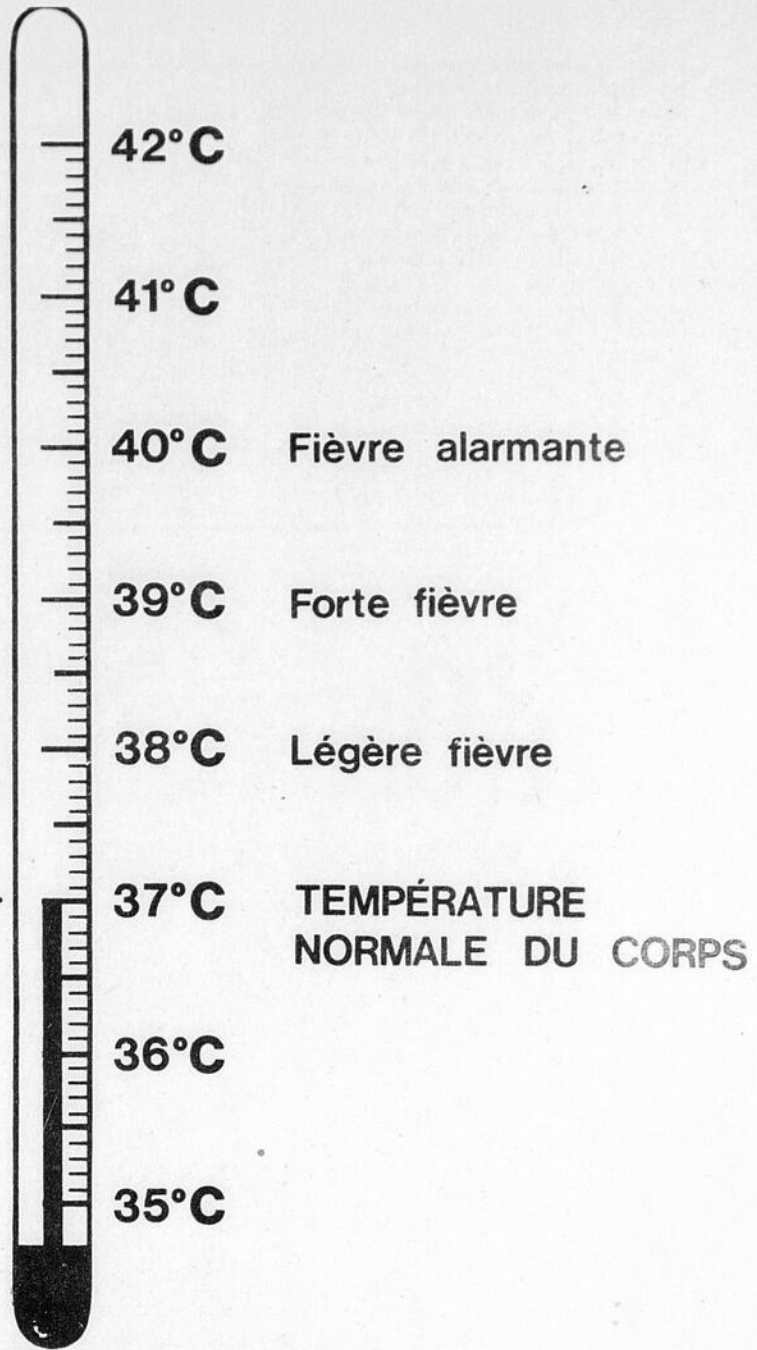 42°C
41°C
40°C Fièvre alarmante
39°C Forte fièvre
38°C Légère fièvre
37°C TEMPÉRATURE
NORMALE DU CORPS
36°C
35°C